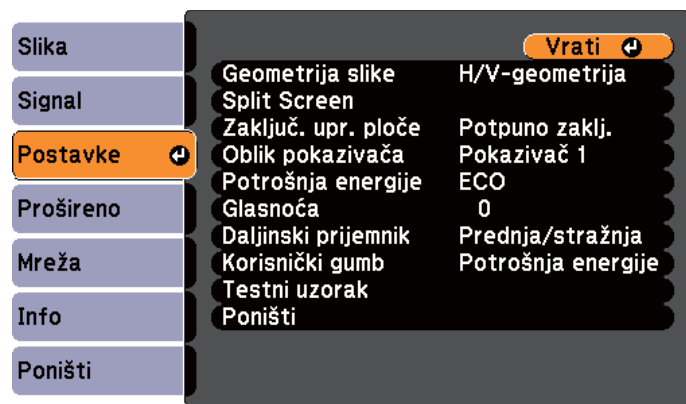 Slika
Signal
Postavke
Prošireno
Mreža
Info
Poništi
Vrati
Geometrija slike H/V-geometrija
Split Screen
Zaključ. upr. ploče Potpuno zaklj.
Oblik pokazivača Pokazivač 1
Potrošnja energije ECO
Glasnoća 0
Daljinski prijemnik Prednja/stražnja
Korisnički gumb Potrošnja energije
Testni uzorak
Poništi